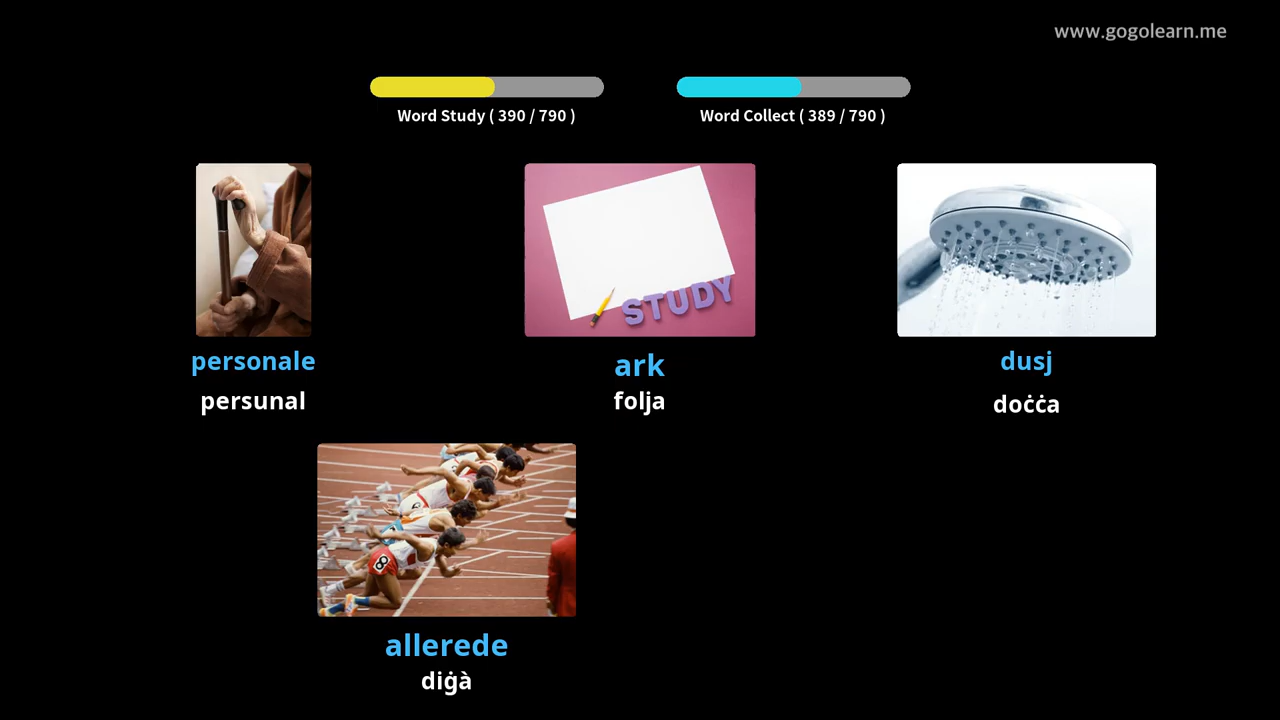 www.gogolearn.me
Word Study ( 390 / 790 )
Word Collect ( 389 / 790 )
STUDY
personale
persunal
ark
folja
dusj
doċċa
8
allerede
diġà